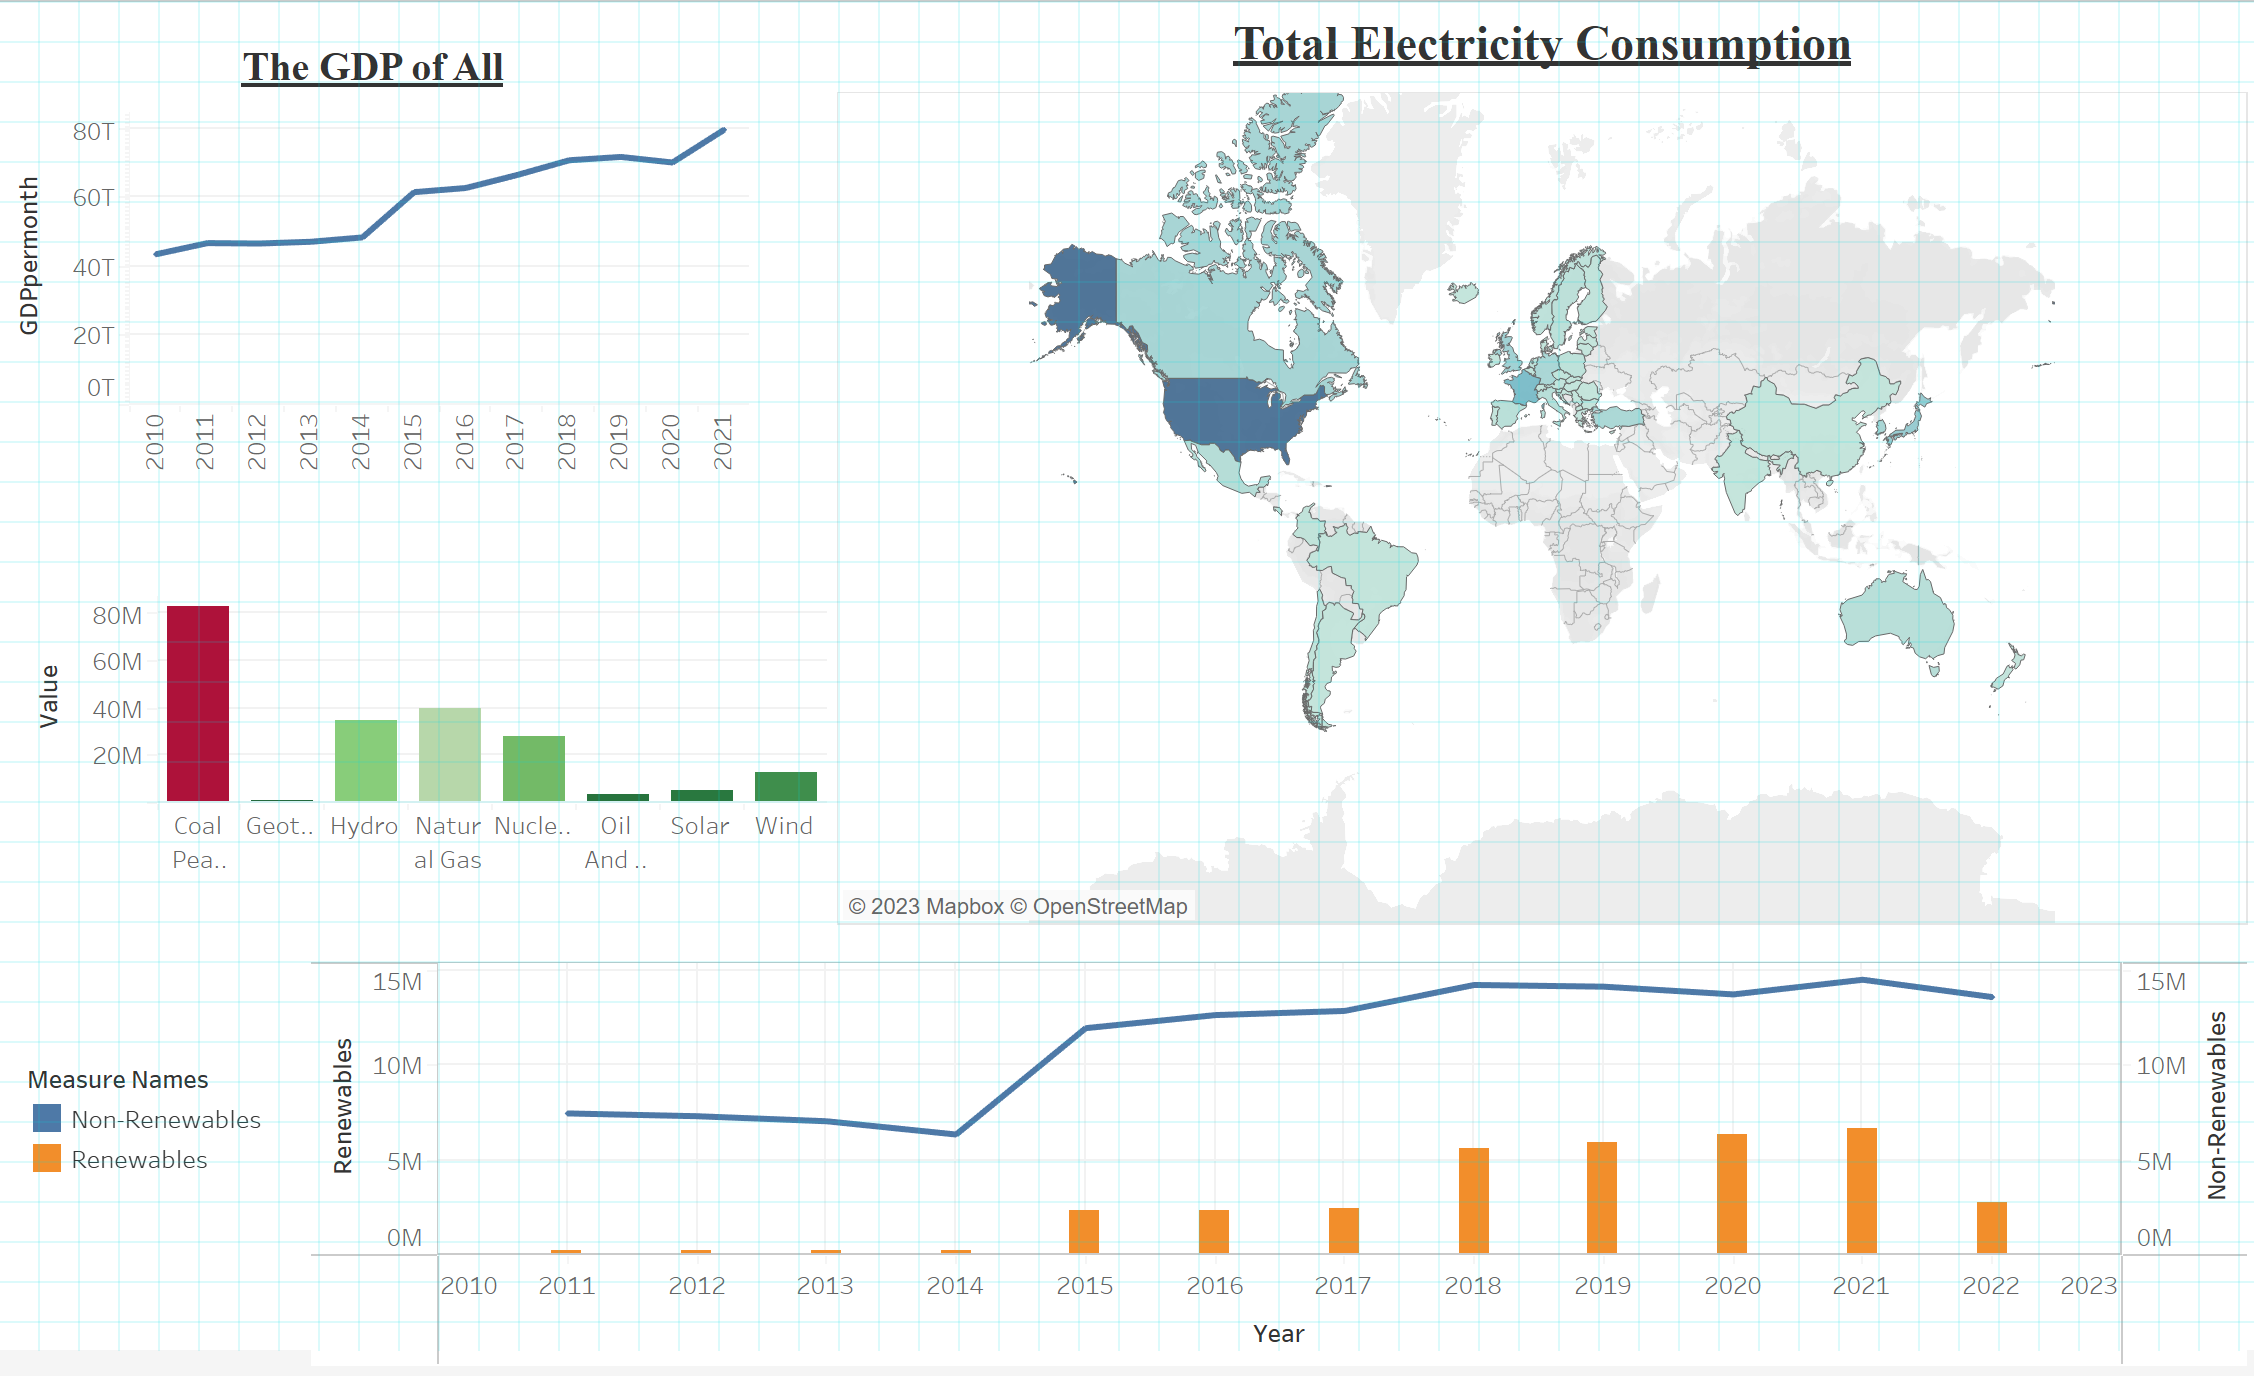 The GDP of All
GDPpermonth
80T
60T
40T
20T
0T
2010 2011 2012 2013 2014 2015 2016 2017 2018 2019 2020 2021
Total Electricity Consumption
© 2023 Mapbox © OpenStreetMap
Value
80M
60M
40M
20M
Coal Geot.. Hydro Natur Nucle.. Oil Solar Wind
Pea.. al Gas And ..
Measure Names
Non-Renewables
Renewables
Renewables
15M
10M
5M
0M
15M
10M
5M
0M
Non-Renewables
2010 2011 2012 2013 2014 2015 2016 2017 2018 2019 2020 2021 2022 2023
Year